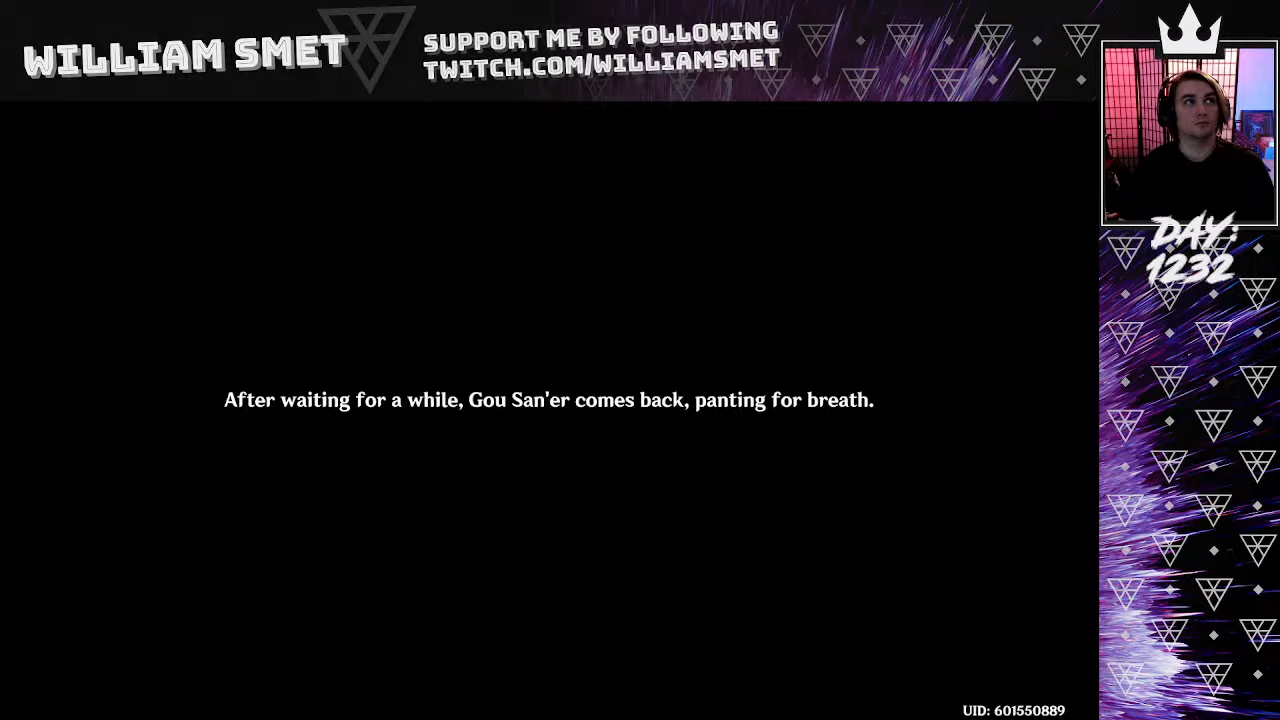 WILLIAM SMET
SUPPORT ME BY FOLLOWING
TWITCH.COM/WILLIAMSMET
DAY:
1232
After waiting for a while, Gou San'er comes back, panting for breath.
UID: 601550889